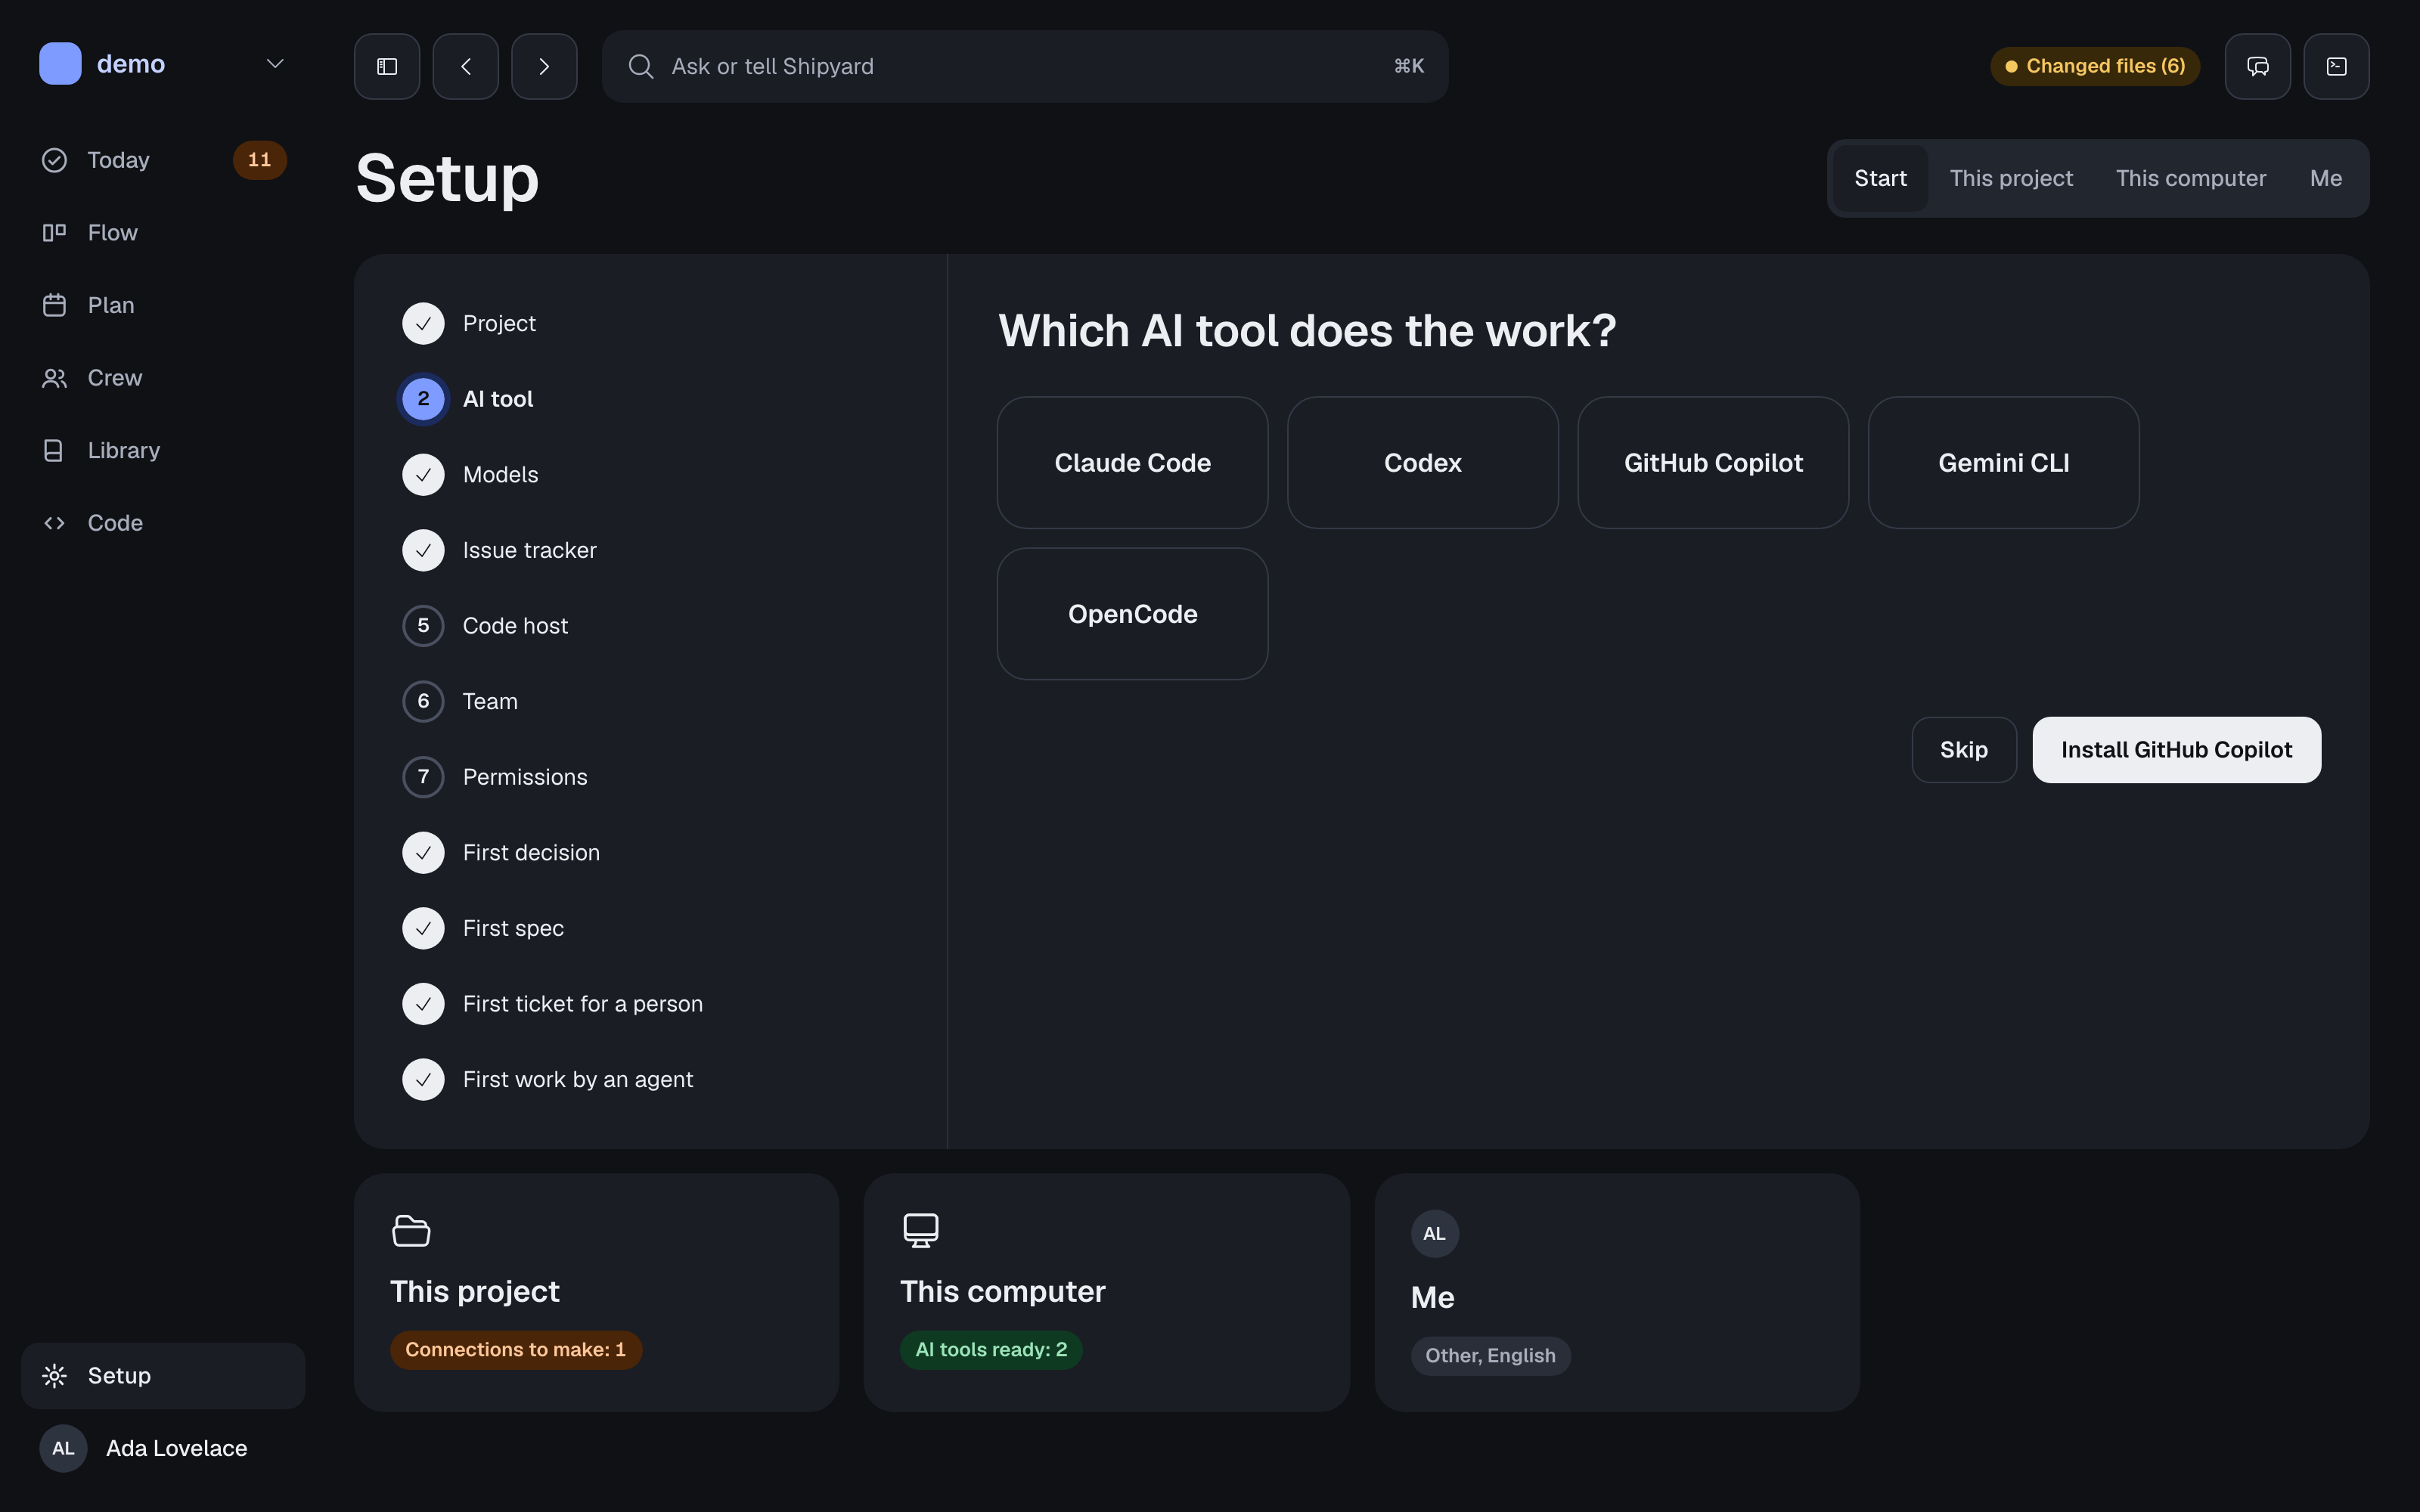 demo
Ask or tell Shipyard
⌘K
Changed files (6)
Today
11
Flow
Plan
Crew
Library
Code
Setup
Start
This project
This computer
Me
Project
2
AI tool
Models
Issue tracker
5
Code host
6
Team
7
Permissions
First decision
First spec
First ticket for a person
First work by an agent
Which AI tool does the work?
Claude Code
Codex
GitHub Copilot
Gemini CLI
OpenCode
Skip
Install GitHub Copilot
This project
Connections to make: 1
This computer
AI tools ready: 2
AL
Me
Other, English
Setup
AL
Ada Lovelace